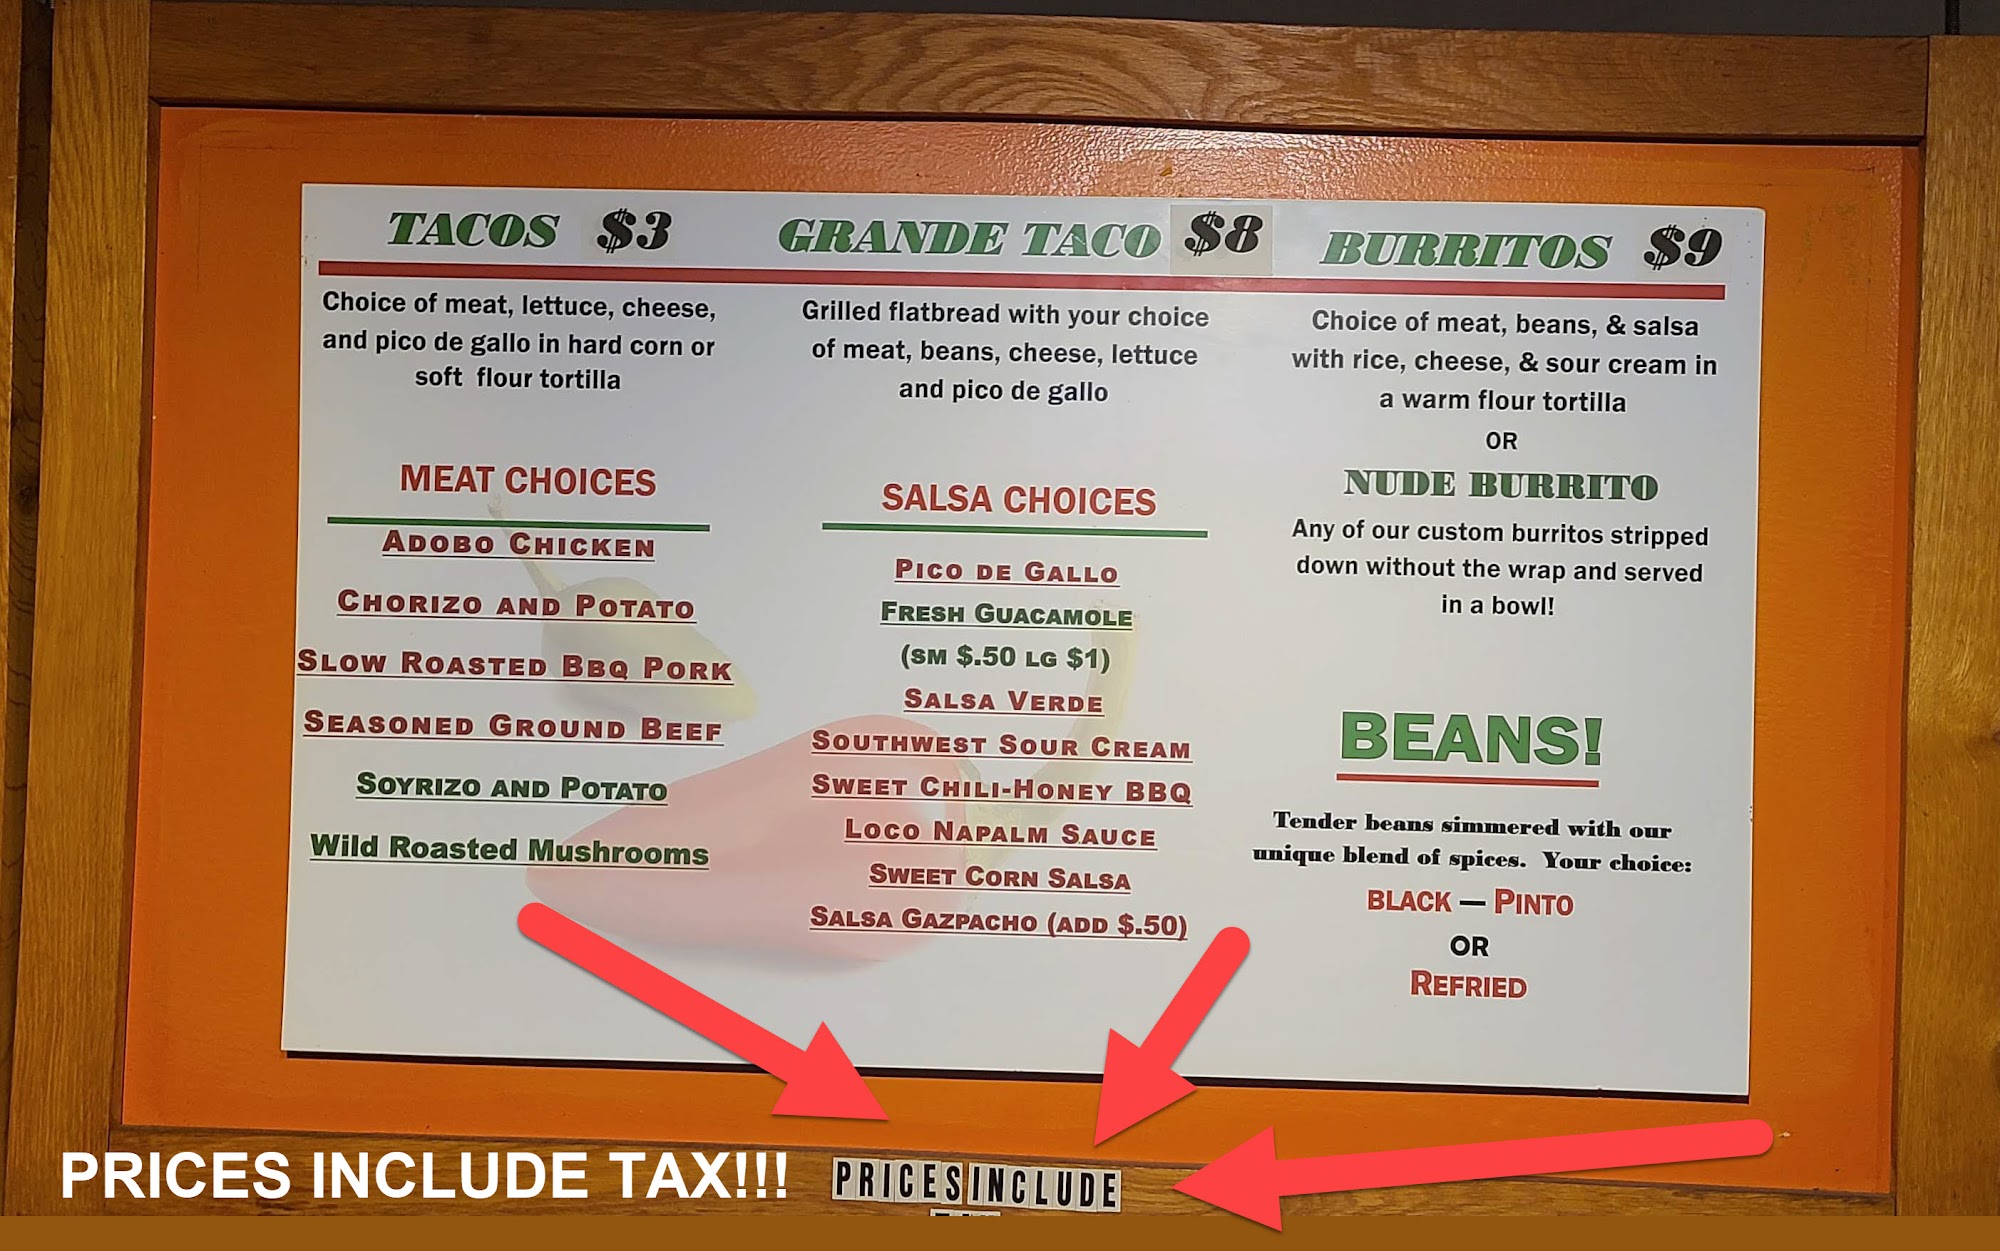 TACOS $3
Choice of meat, lettuce, cheese,
and pico de gallo in hard corn or
soft flour tortilla
MEAT CHOICES
ADOBO CHICKEN
CHORIZO AND POTATO
SLOW ROASTED BBQ PORK
SEASONED GROUND BEEF
SOYRIZO AND POTATO
Wild Roasted Mushrooms
GRANDE TACO $8
Grilled flatbread with your choice
of meat, beans, cheese, lettuce
and pico de gallo
SALSA CHOICES
PICO DE GALLO
FRESH GUACAMOLE
(SM $.50 LG $1)
SALSA VERDE
SOUTHWEST SOUR CREAM
SWEET CHILI-HONEY BBQ
LOCO NAPALM SAUCE
SWEET CORN SALSA
SALSA GAZPACHO (ADD $.50)
BURRITOS $9
Choice of meat, beans, & salsa
with rice, cheese, & sour cream in
a warm flour tortilla
OR
NUDE BURRITO
Any of our custom burritos stripped
down without the wrap and served
in a bowl!
BEANS!
Tender beans simmered with our
unique blend of spices. Your choice:
BLACK — PINTO
OR
REFRIED
PRICES INCLUDE TAX!!!
PRICES INCLUDE